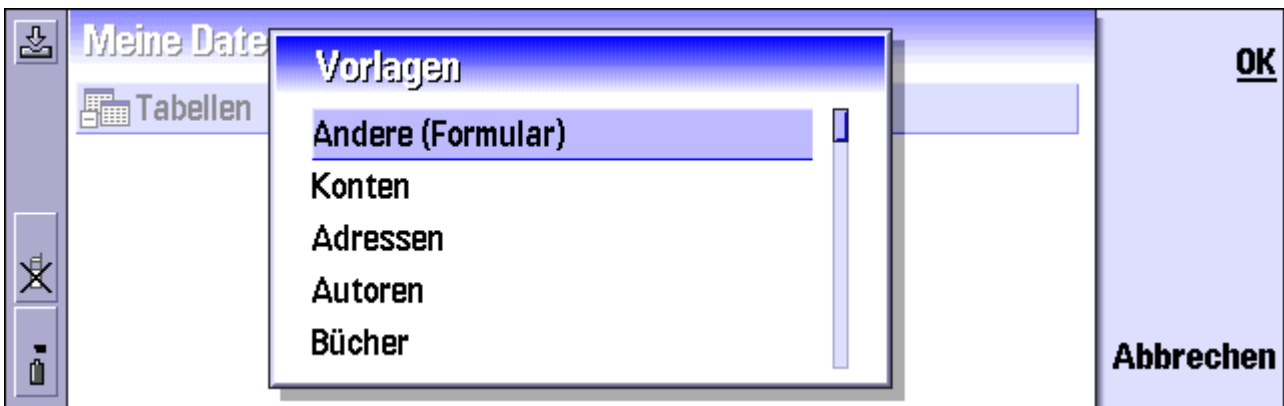 Meine Date
Vorlagen
OK
Tabellen
Andere (Formular)
Konten
Adressen
Autoren
Bücher
Abbrechen